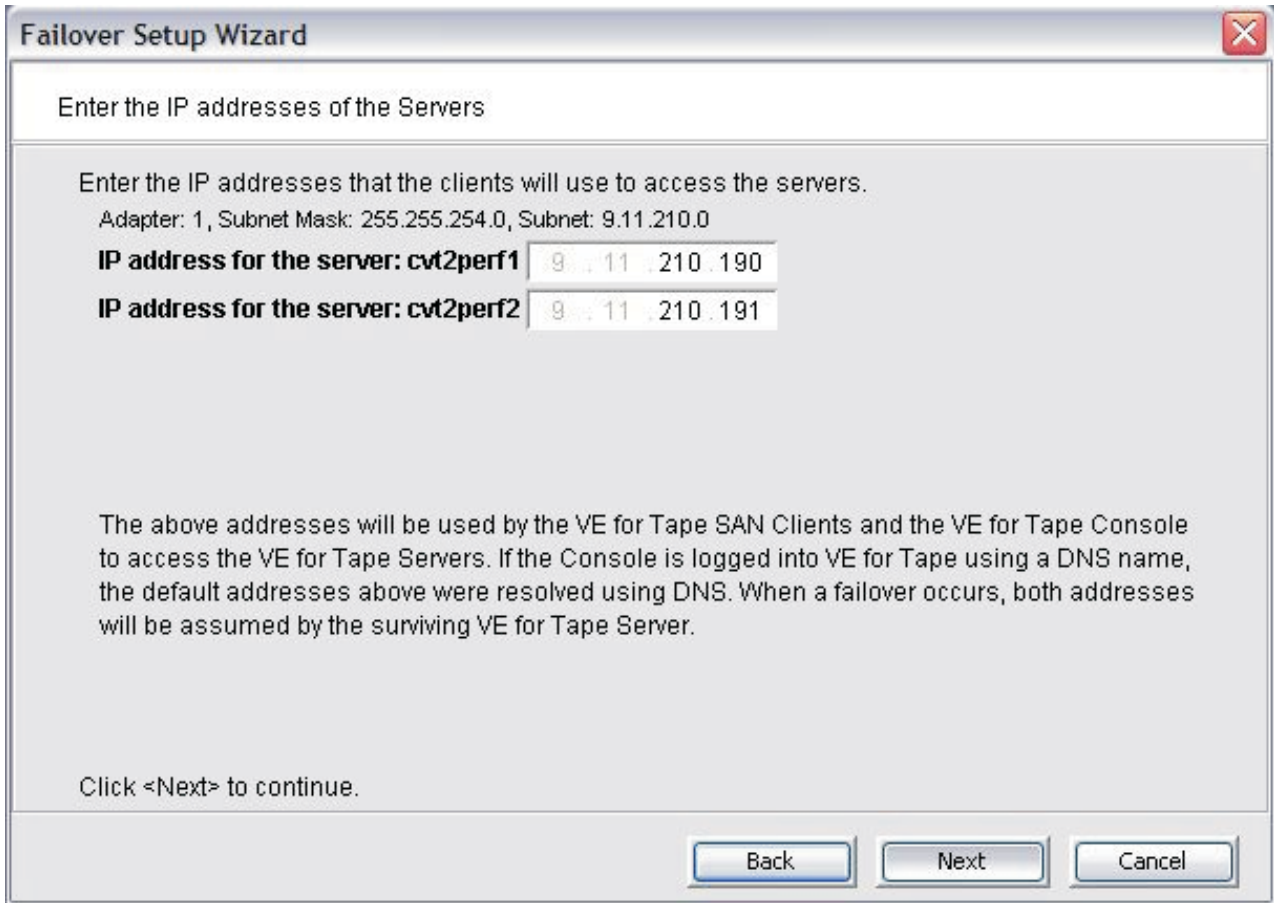 Failover Setup Wizard
Enter the IP addresses of the Servers
Enter the IP addresses that the clients will use to access the servers.
Adapter: 1, Subnet Mask: 255.255.254.0, Subnet: 9.11.210.0
IP address for the server: cvt2perf1 9 . 11 . 210 . 190
IP address for the server: cvt2perf2 9 . 11 . 210 . 191
The above addresses will be used by the VE for Tape SAN Clients and the VE for Tape Console
to access the VE for Tape Servers. If the Console is logged into VE for Tape using a DNS name,
the default addresses above were resolved using DNS. When a failover occurs, both addresses
will be assumed by the surviving VE for Tape Server.
Click <Next> to continue.
Back Next Cancel